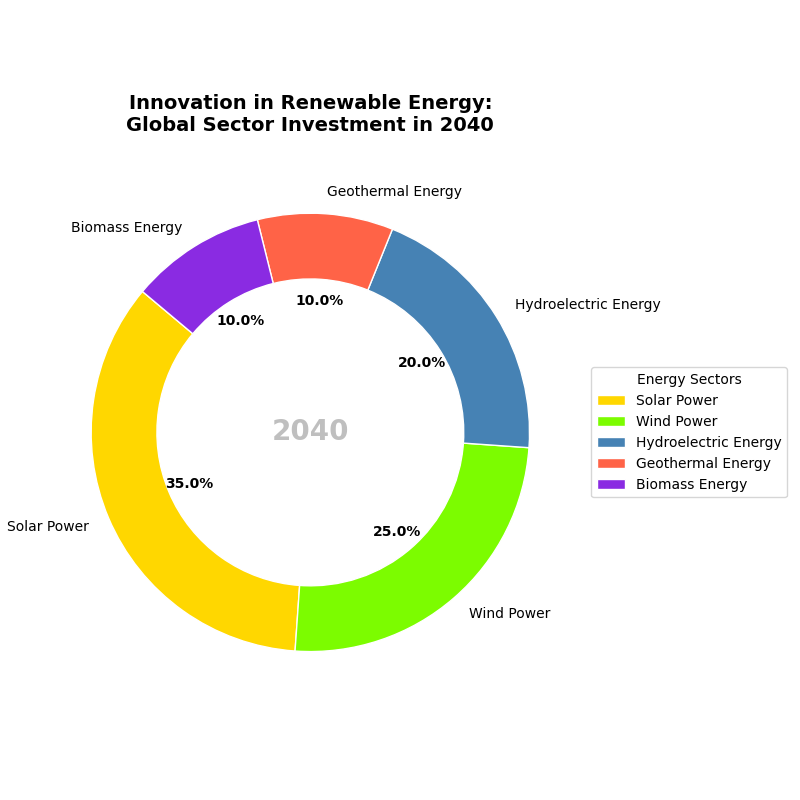 Innovation in Renewable Energy:
Global Sector Investment in 2040
Geothermal Energy
Biomass Energy
10.0%
Hydroelectric Energy
10.0%
20.0%
Energy Sectors
Solar Power
Wind Power
Hydroelectric Energy
Geothermal Energy
Biomass Energy
2040
35.0%
Solar Power
25.0%
Wind Power